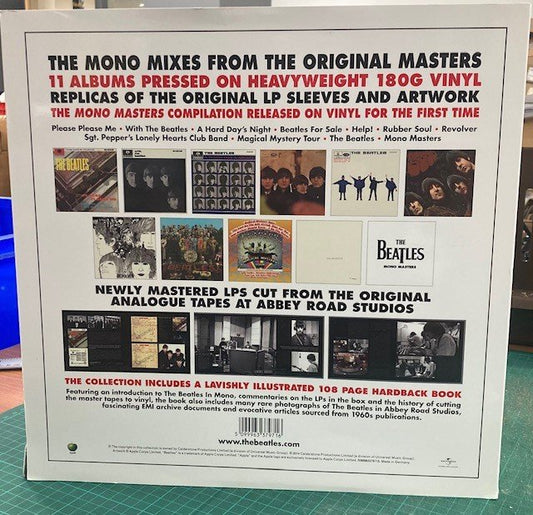 THE MONO MIXES FROM THE ORIGINAL MASTERS
11 ALBUMS PRESSED ON HEAVYWEIGHT 180G VINYL
REPLICAS OF THE ORIGINAL LP SLEEVES AND ARTWORK
THE MONO MASTERS COMPILATION RELEASED ON VINYL FOR THE FIRST TIME
Please Please Me • With The Beatles • A Hard Day's Night • Beatles For Sale • Help! • Rubber Soul • Revolver
Sgt. Pepper's Lonely Hearts Club Band • Magical Mystery Tour • The Beatles • Mono Masters
THE BEATLES
THE BEATLES
THE BEATLES
THE
BEATLES
MONO MASTERS
NEWLY MASTERED LPS CUT FROM THE ORIGINAL
ANALOGUE TAPES AT ABBEY ROAD STUDIOS
THE COLLECTION INCLUDES A LAVISHLY ILLUSTRATED 108 PAGE HARDBACK BOOK
Featuring an introduction to The Beatles In Mono, commentaries on the LPs in the box and the history of cutting
the master tapes to vinyl, the book also includes many rare photographs of The Beatles in Abbey Road Studios,
fascinating EMI archive documents and evocative articles sourced from 1960s publications.
www.thebeatles.com